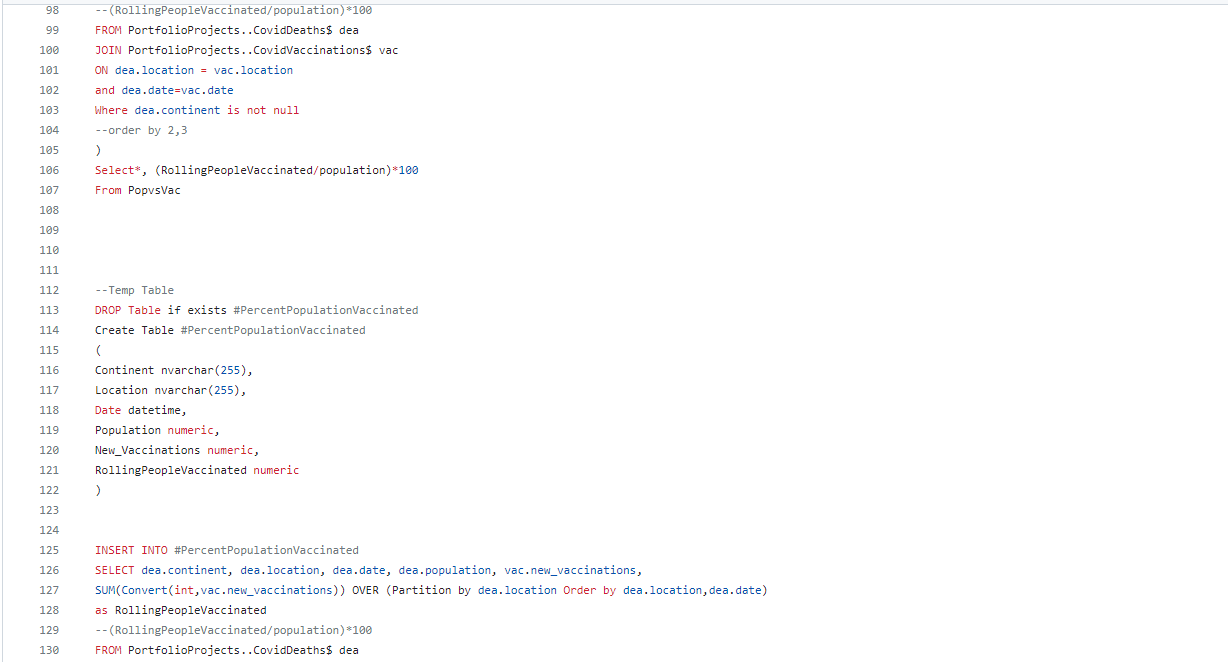 98 --(RollingPeopleVaccinated/population)*100
99 FROM PortfolioProjects..CovidDeaths$ dea
100 JOIN PortfolioProjects..CovidVaccinations$ vac
101 ON dea.location = vac.location
102 and dea.date=vac.date
103 Where dea.continent is not null
104 --order by 2,3
105 )
106 Select*, (RollingPeopleVaccinated/population)*100
107 From PopvsVac
108
109
110
111
112 --Temp Table
113 DROP Table if exists #PercentPopulationVaccinated
114 Create Table #PercentPopulationVaccinated
115 (
116 Continent nvarchar(255),
117 Location nvarchar(255),
118 Date datetime,
119 Population numeric,
120 New_Vaccinations numeric,
121 RollingPeopleVaccinated numeric
122 )
123
124
125 INSERT INTO #PercentPopulationVaccinated
126 SELECT dea.continent, dea.location, dea.date, dea.population, vac.new_vaccinations,
127 SUM(Convert(int,vac.new_vaccinations)) OVER (Partition by dea.location Order by dea.location,dea.date)
128 as RollingPeopleVaccinated
129 --(RollingPeopleVaccinated/population)*100
130 FROM PortfolioProjects..CovidDeaths$ dea